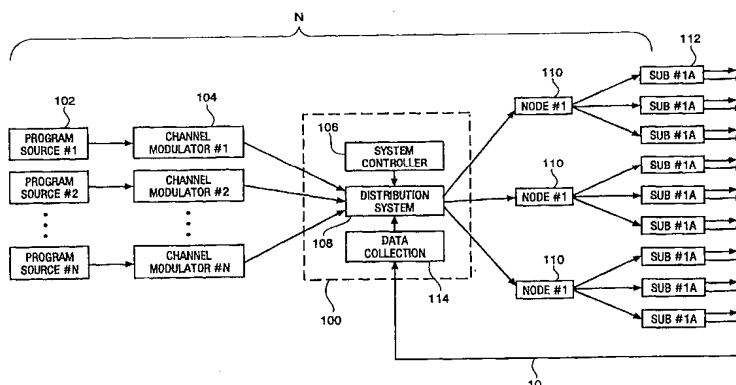 N
102
PROGRAM
SOURCE #1
PROGRAM
SOURCE #2
PROGRAM
SOURCE #N
104
CHANNEL
MODULATOR #1
CHANNEL
MODULATOR #2
CHANNEL
MODULATOR #N
106
SYSTEM
CONTROLLER
DISTRIBUTION
SYSTEM
108
DATA
COLLECTION
114
100
110
NODE #1
110
NODE #1
110
NODE #1
112
SUB #1A
SUB #1A
SUB #1A
SUB #1A
SUB #1A
SUB #1A
SUB #1A
SUB #1A
SUB #1A
10